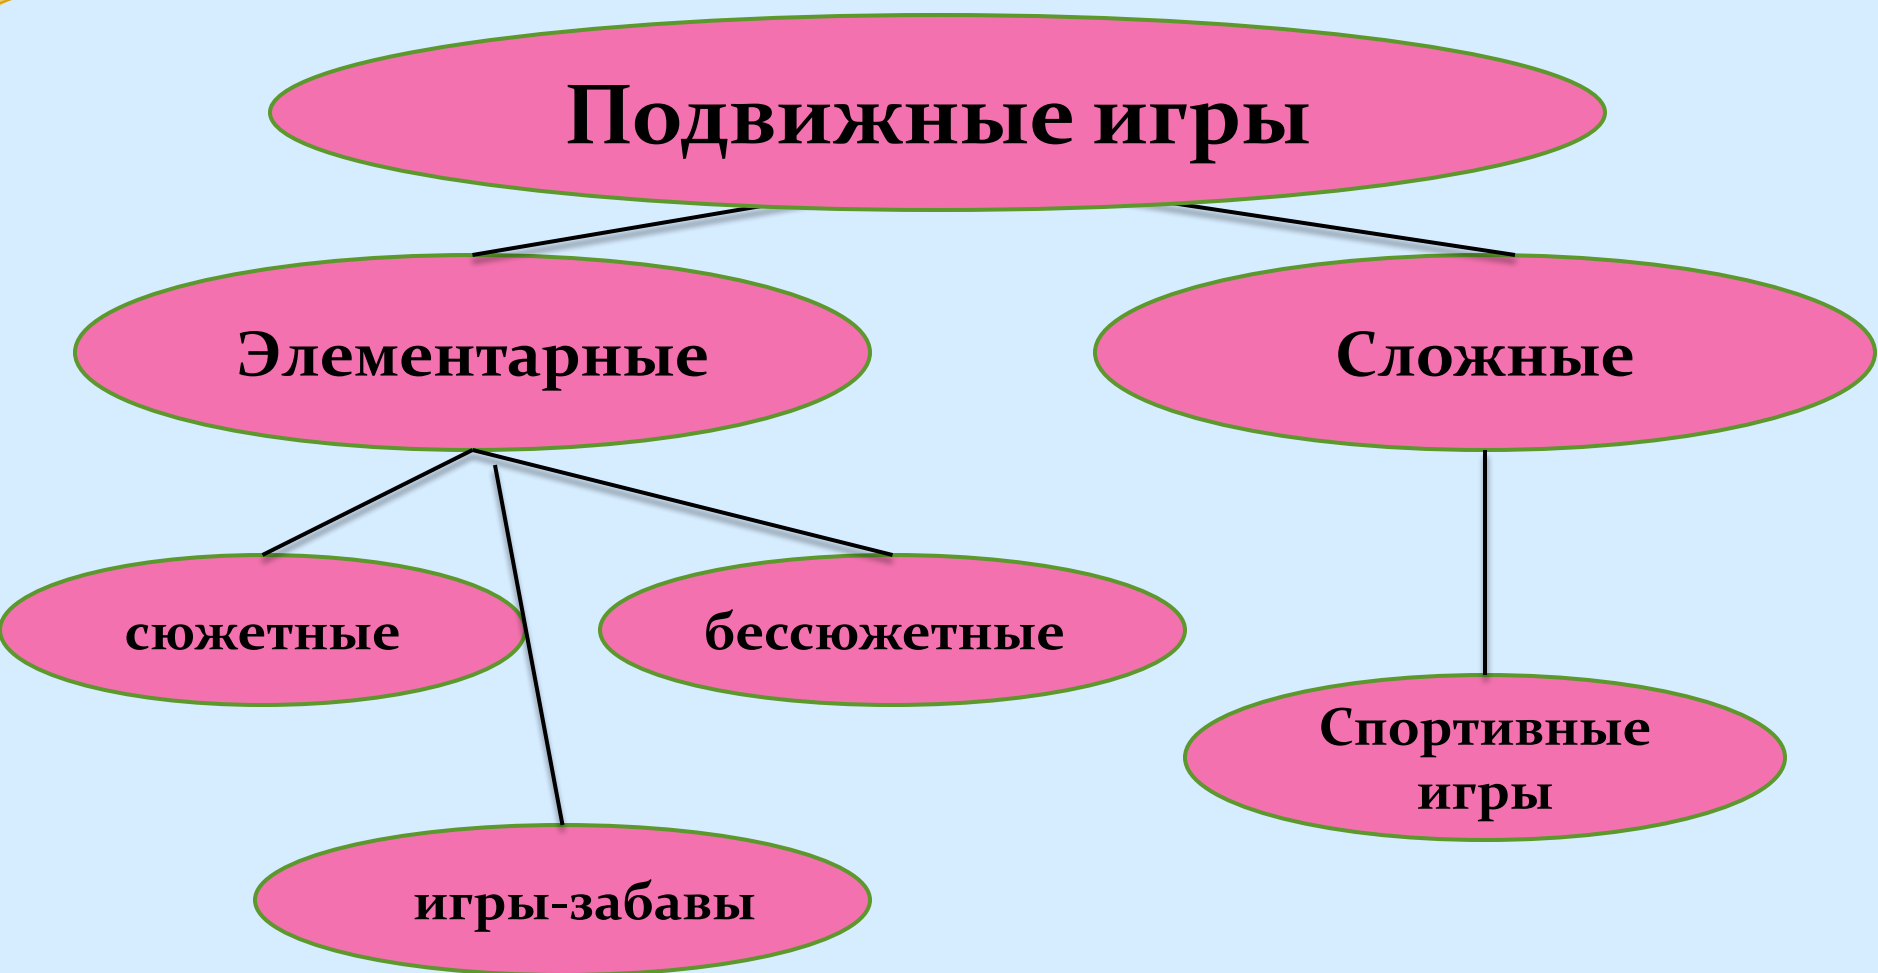 Подвижные игры
Элементарные
Сложные
сюжетные
бессюжетные
Спортивные
игры
игры-забавы